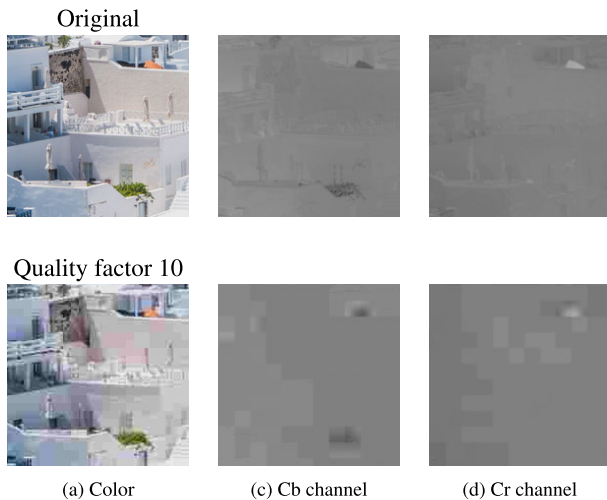 Original
Quality factor 10
(a) Color
(c) Cb channel
(d) Cr channel